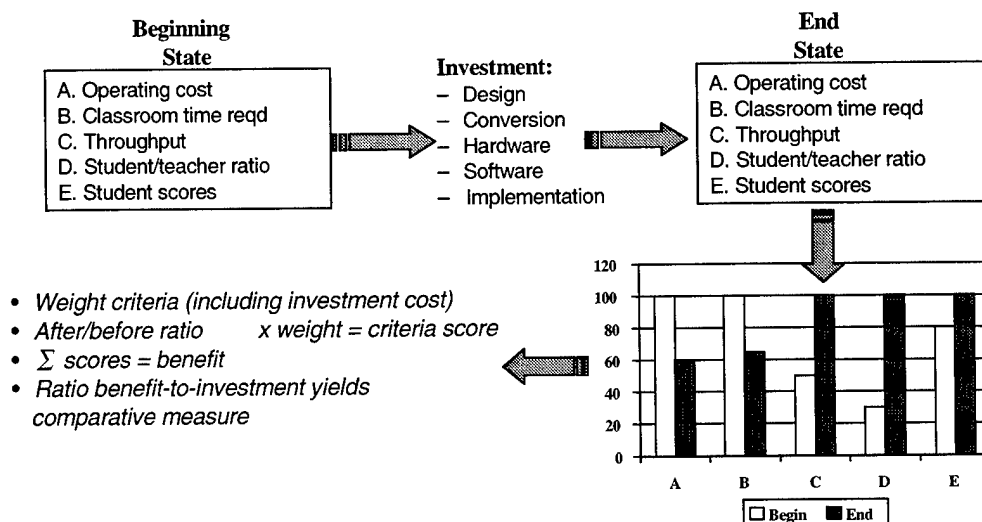 Beginning
State
A. Operating cost
B. Classroom time reqd
C. Throughput
D. Student/teacher ratio
E. Student scores
Investment:
– Design
– Conversion
– Hardware
– Software
– Implementation
End
State
A. Operating cost
B. Classroom time reqd
C. Throughput
D. Student/teacher ratio
E. Student scores
• Weight criteria (including investment cost)
• After/before ratio x weight = criteria score
• ∑ scores = benefit
• Ratio benefit-to-investment yields
comparative measure
120
100
80
60
40
20
0
A B C D E
Begin End